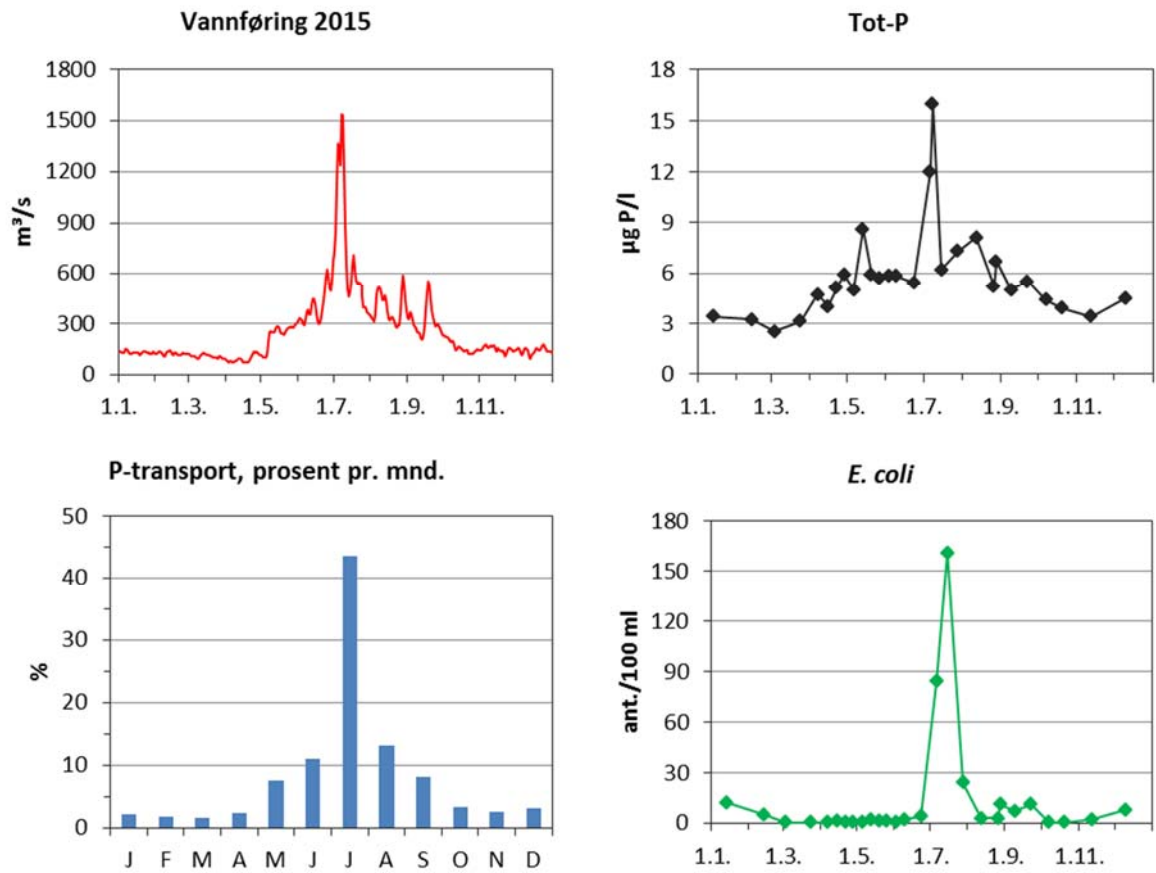 Vannføring 2015
1800
1500
1200
900
600
300
0
m³/s
1.1. 1.3. 1.5. 1.7. 1.9. 1.11.
Tot-P
18
15
12
9
6
3
0
µg P/l
1.1. 1.3. 1.5. 1.7. 1.9. 1.11.
P-transport, prosent pr. mnd.
50
40
30
20
10
0
%
J F M A M J J A S O N D
E. coli
180
150
120
90
60
30
0
ant./100 ml
1.1. 1.3. 1.5. 1.7. 1.9. 1.11.